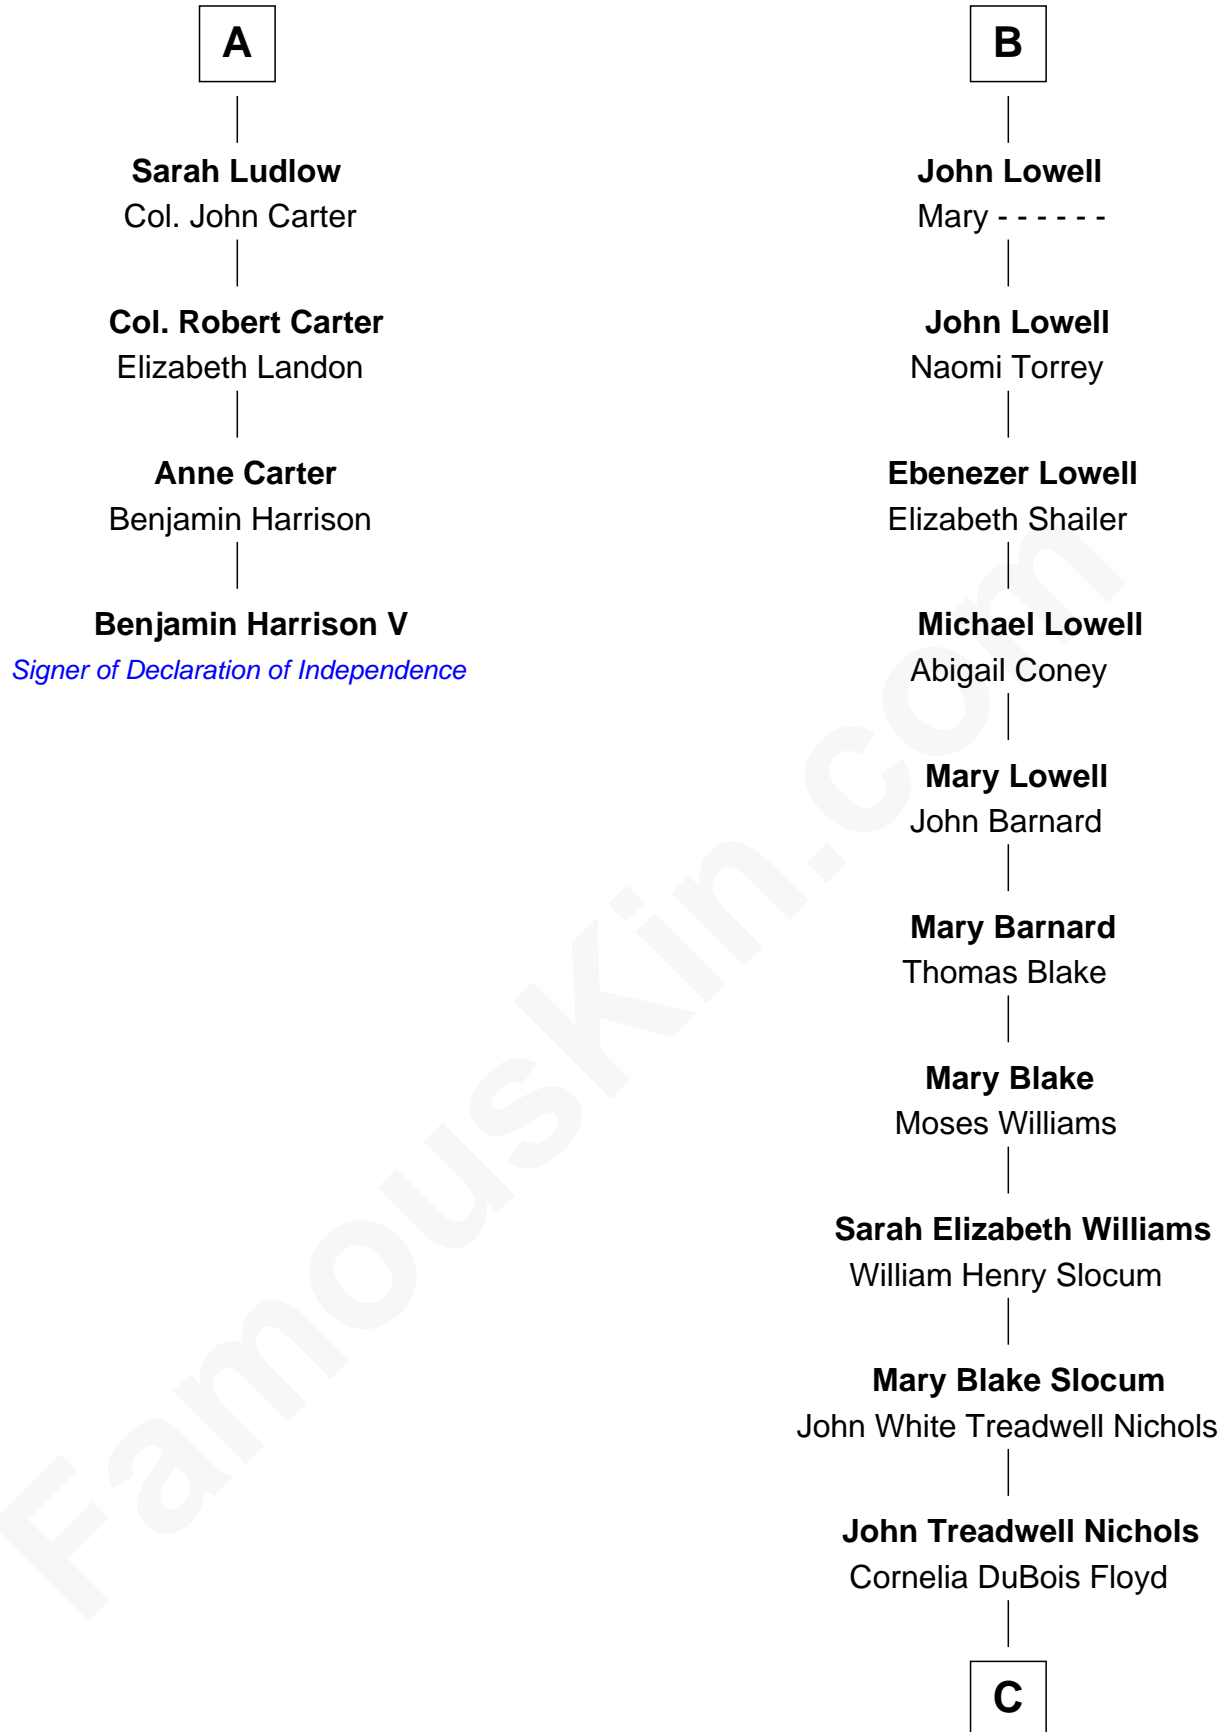 A
Sarah Ludlow
Col. John Carter
Col. Robert Carter
Elizabeth Landon
Anne Carter
Benjamin Harrison
Benjamin Harrison V
Signer of Declaration of Independence
B
John Lowell
Mary - - - - - -
John Lowell
Naomi Torrey
Ebenezer Lowell
Elizabeth Shailer
Michael Lowell
Abigail Coney
Mary Lowell
John Barnard
Mary Barnard
Thomas Blake
Mary Blake
Moses Williams
Sarah Elizabeth Williams
William Henry Slocum
Mary Blake Slocum
John White Treadwell Nichols
John Treadwell Nichols
Cornelia DuBois Floyd
C
FamousKin.com